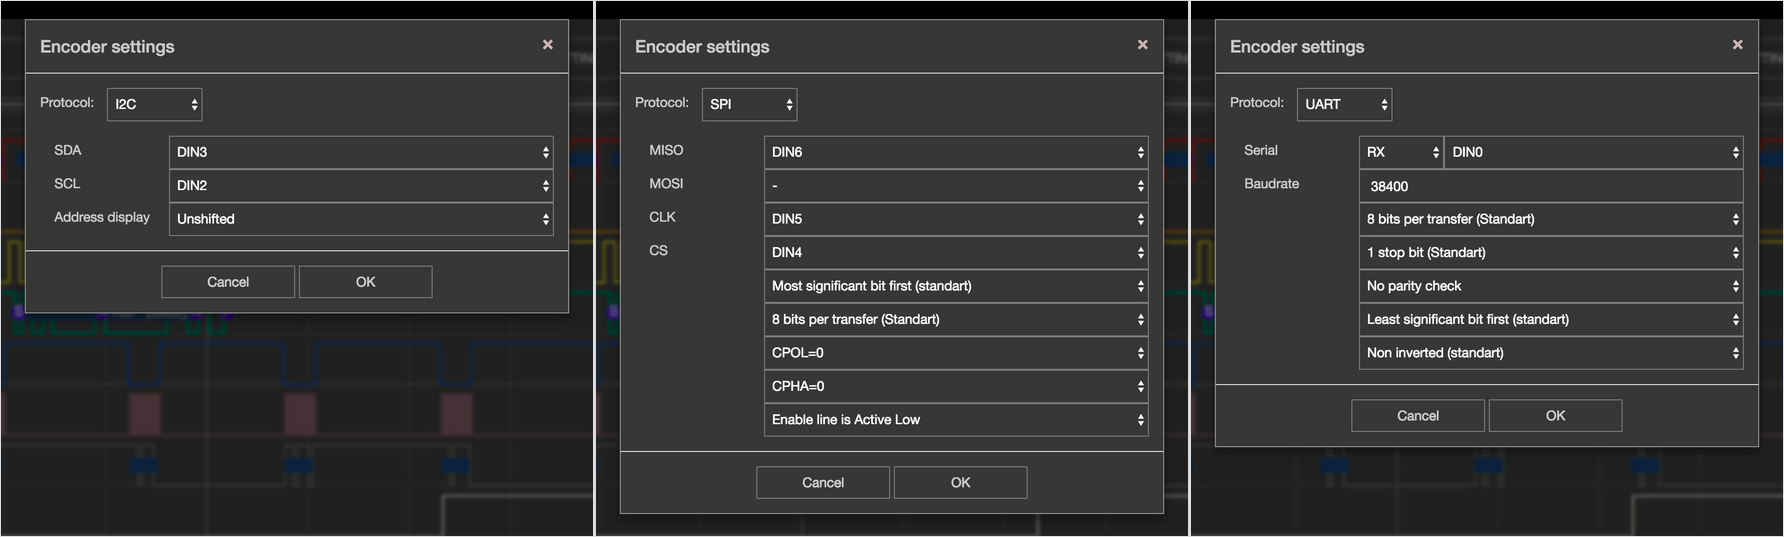 Encoder settings ×
Protocol: I2C
SDA DIN3
SCL DIN2
Address display Unshifted
Cancel OK
Encoder settings ×
Protocol: SPI
MISO DIN6
MOSI -
CLK DIN5
CS DIN4
Most significant bit first (standart)
8 bits per transfer (Standart)
CPOL=0
CPHA=0
Enable line is Active Low
Cancel OK
Encoder settings ×
Protocol: UART
Serial RX DIN0
Baudrate 38400
8 bits per transfer (Standart)
1 stop bit (Standart)
No parity check
Least significant bit first (standart)
Non inverted (standart)
Cancel OK